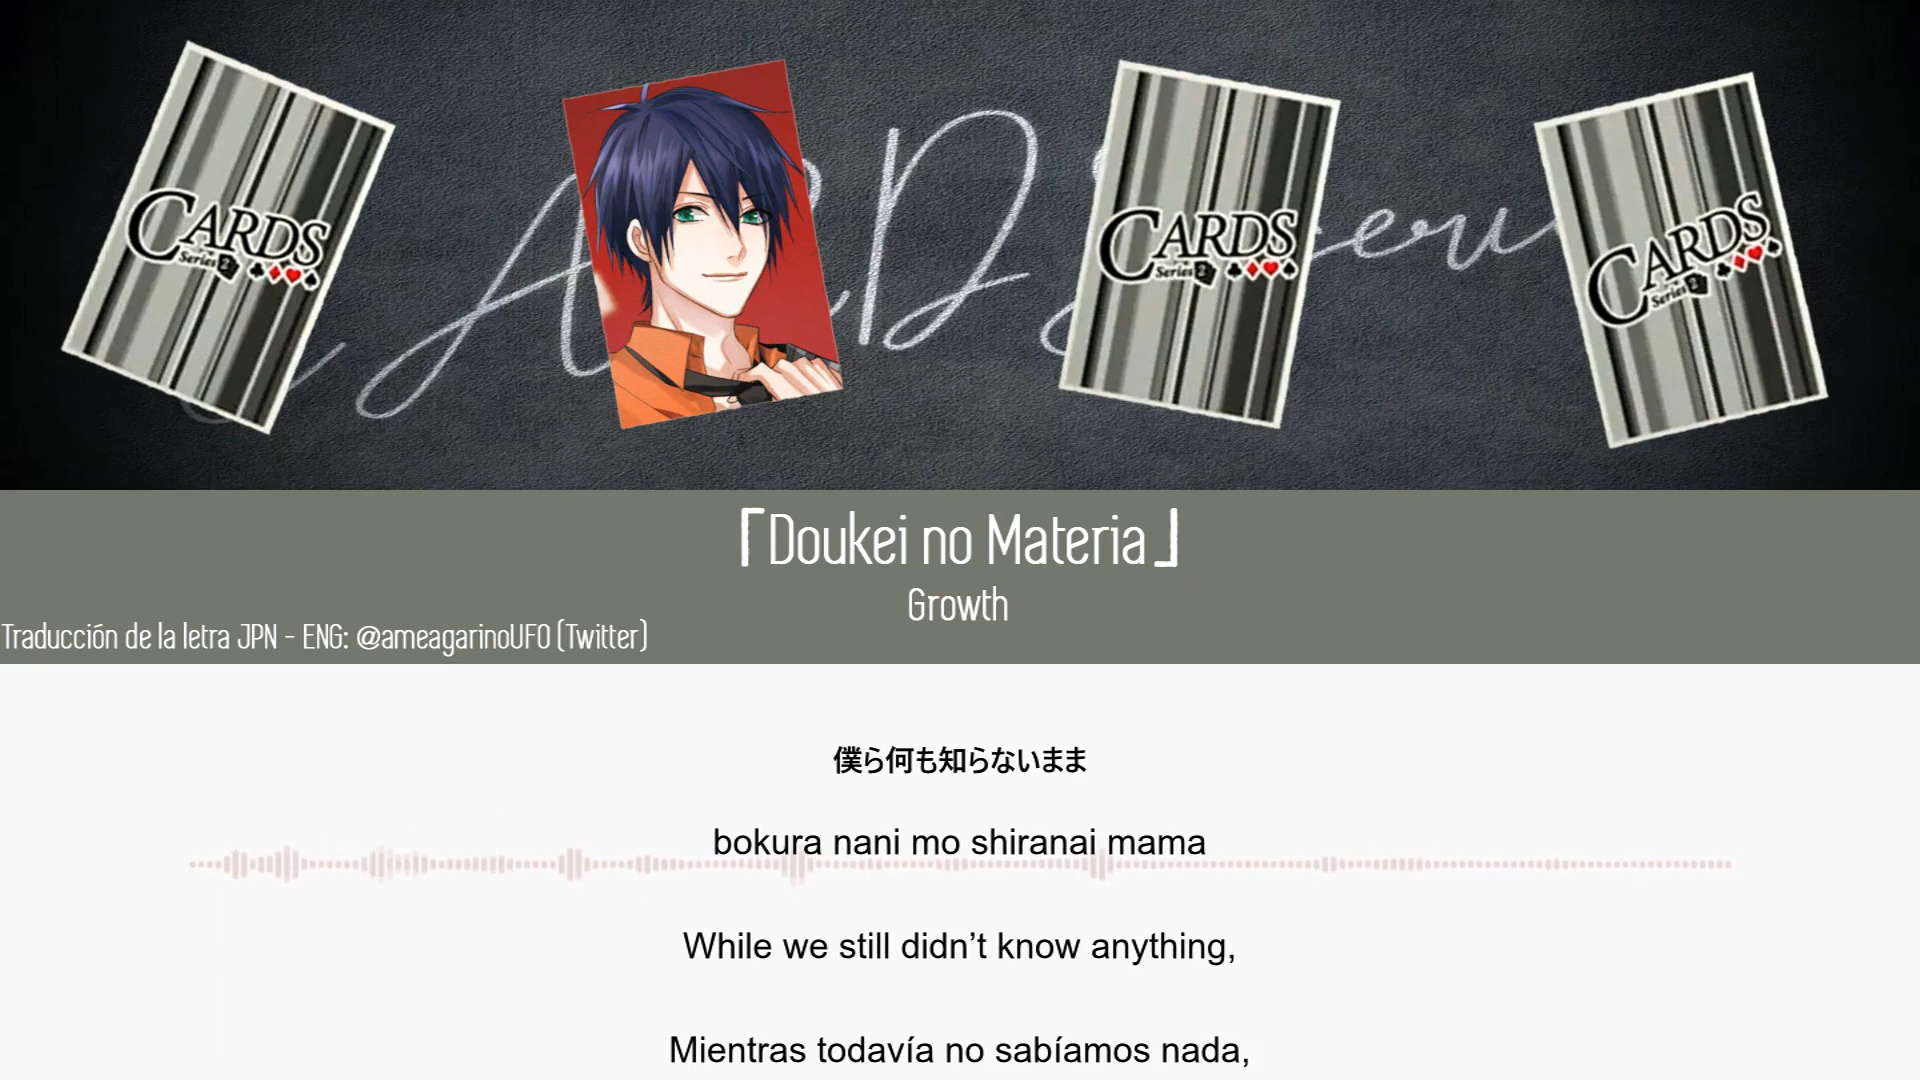 CARDS
Series 2
CARDS
Series 2
CARDS
Series 2
「Doukei no Materia」
Growth
Traducción de la letra JPN - ENG: @ameagarinoUFO (Twitter)
僕ら何も知らないまま
bokura nani mo shiranai mama
While we still didn’t know anything,
Mientras todavía no sabíamos nada,